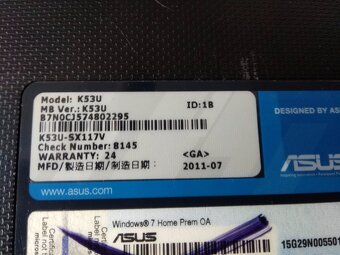 Model: K53U
MB Ver.: K53U
ID:1B
B7N0CJ574802295
K53U-SX117V
Check Number: 8145
WARRANTY: 24
<GA>
MFD/製造日期/制造日期: 2011-07
www.asus.com
DESIGNED BY
ASUS
Windows® 7 Home Prem OA
ASUS
15G29N005501
Label not